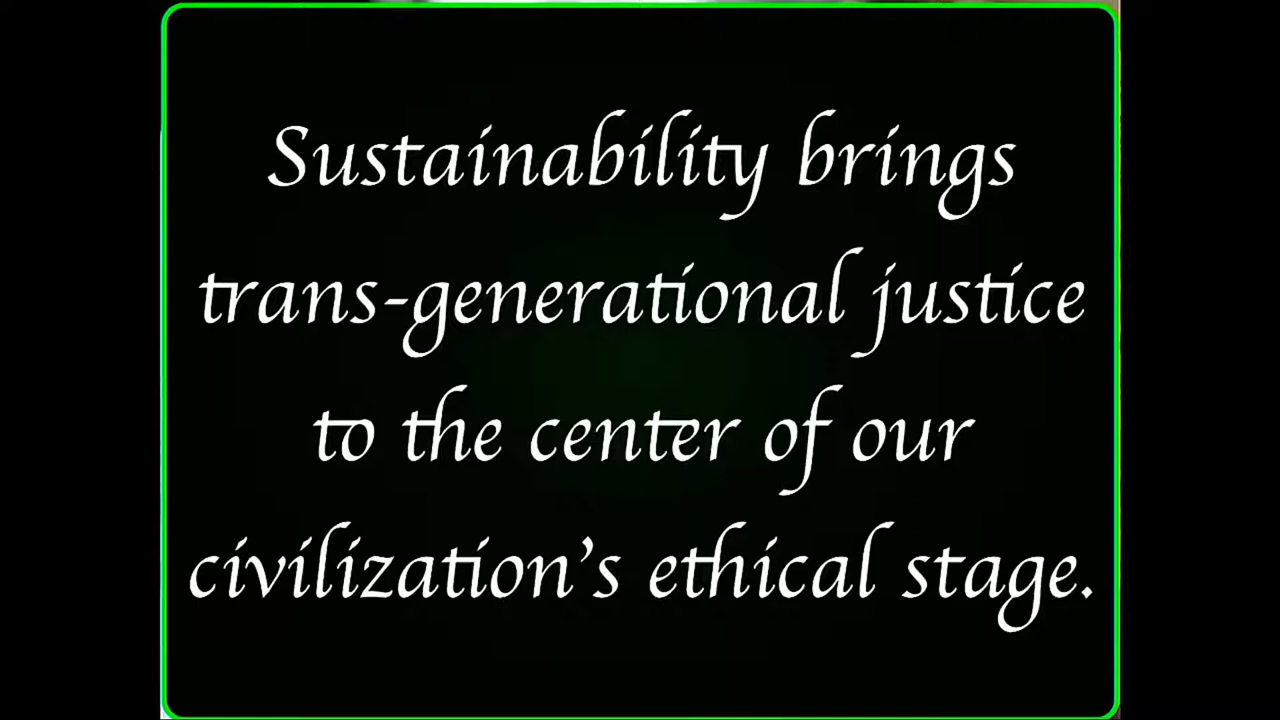 Sustainability brings
trans-generational justice
to the center of our
civilization’s ethical stage.